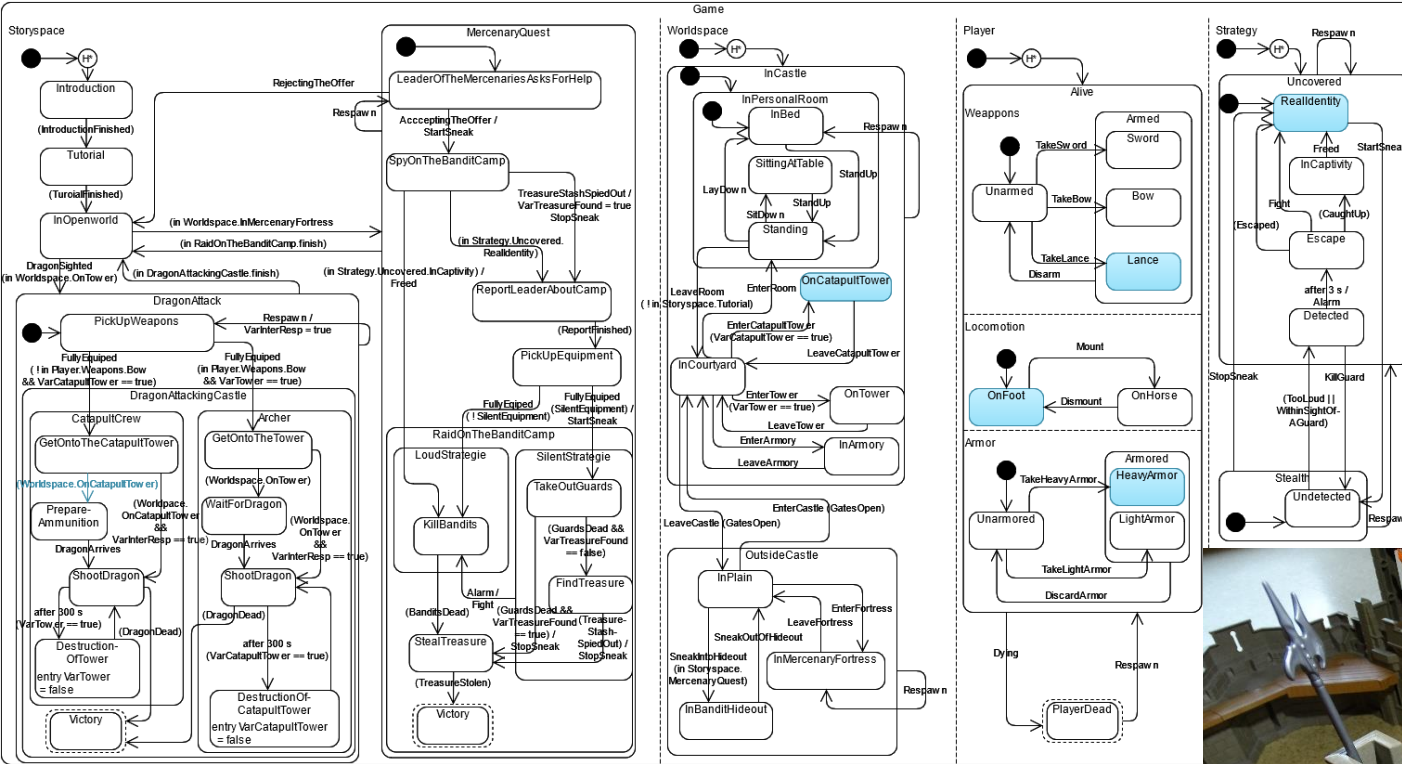 Game
Storyspace
H*
Introduction
(IntroductionFinished)
Tutorial
(TurorialFinished)
InOpenworld
RejectingTheOffer
(in Worldspace.InMercenaryFortress
(in RaidOnTheBanditCamp.finish)
DragonSighted
(in Worldspace.OnTower)
(in DragonAttackingCastle.finish)
DragonAttack
PickUpWeapons
Respawn /
VarInterResp = true
FullyEquiped
( ! in Player.Weapons.Bow
&& VarCatapultTower == true)
FullyEquiped
(in Player.Weapons.Bow
&& VarTower == true)
DragonAttackingCastle
CatapultCrew
GetOntoTheCatapultTower
(Worldspace.OnCatapultTower)
Prepare-
Ammunition
(Worldpace.
OnCatapultTower
&&
VarInterResp == true)
DragonArrives
ShootDragon
after 300 s
(VarTower == true)
(DragonDead)
Destruction-
OfTower
entry VarTower
= false
Victory
Archer
GetOntoTheTower
(Worldspace.OnTower)
WaitForDragon
(Worldspace.
OnTower
&&
VarInterResp == true)
DragonArrives
ShootDragon
(DragonDead)
after 300 s
(VarCatapultTower == true)
DestructionOf-
CatapultTower
entry VarCatapultTower
= false
MercenaryQuest
LeaderOfTheMercenariesAsksForHelp
Respawn
AccceptingTheOffer /
StartSneak
SpyOnTheBanditCamp
TreasureStashSpiedOut /
VarTreasureFound = true
StopSneak
(in Strategy.Uncovered.
RealIdentity)
(in Strategy.Uncovered.InCaptivity) /
Freed
ReportLeaderAboutCamp
(ReportFinished)
PickUpEquipment
FullyEqiped
( ! SilentEquipment)
FullyEquiped
(SilentEquipment) /
StartSneak
RaidOnTheBanditCamp
LoudStrategie
KillBandits
SilentStrategie
TakeOutGuards
(GuardsDead &&
VarTreasureFound
== false)
FindTreasure
Alarm /
Fight
(BanditsDead)
(GuardsDead &&
VarTreasureFound
== true) /
StopSneak
(Treasure-
Stash-
SpiedOut) /
StopSneak
StealTreasure
(TreasureStolen)
Victory
Worldspace
H*
InCastle
InPersonalRoom
InBed
Respawn
SittingAtTable
StandUp
LayDown
StandUp
SitDown
Standing
LeaveRoom
( ! in.Storyspace.Tutorial)
EnterRoom
OnCatapultTower
EnterCatapultTower
(VarCatapultTower == true)
LeaveCatapultTower
InCourtyard
EnterTower
(VarTower == true)
OnTower
LeaveTower
EnterArmory
InArmory
LeaveArmory
EnterCastle (GatesOpen)
LeaveCastle (GatesOpen)
OutsideCastle
InPlain
EnterFortress
LeaveFortress
SneakOutOfHideout
SneakIntoHideout
(in Storyspace.
MercenaryQuest)
InMercenaryFortress
Respawn
InBanditHideout
Player
H*
Alive
Weappons
Armed
TakeSword
Sword
Unarmed
TakeBow
Bow
TakeLance
Lance
Disarm
Locomotion
Mount
OnFoot
Dismount
OnHorse
Armor
Armored
TakeHeavyArmor
HeavyArmor
Unarmored
LightArmor
TakeLightArmor
DiscardArmor
Dying
Respawn
PlayerDead
Strategy
H*
Respawn
Uncovered
RealIdentity
Freed
StartSneak
InCaptivity
Fight
(CaughtUp)
(Escaped)
Escape
after 3 s /
Alarm
Detected
StopSneak
KillGuard
(TooLoud ||
WithinSightOf-
AGuard)
Stealth
Undetected
Respawn